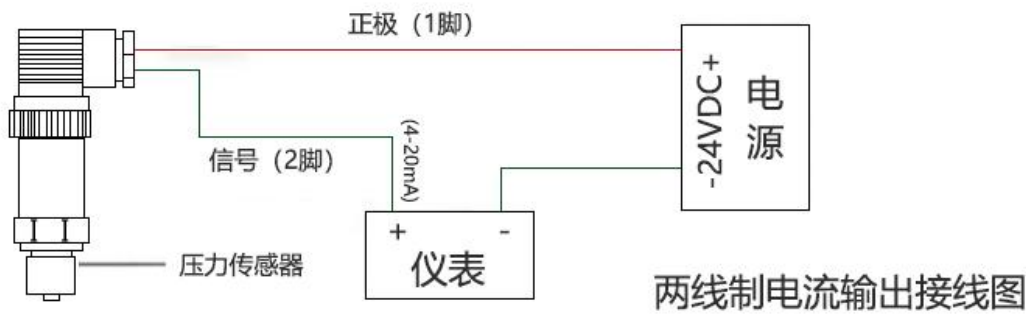 正极（1脚）
-24VDC+
电源
信号（2脚）
(4-20mA)
+ -
仪表
压力传感器
两线制电流输出接线图